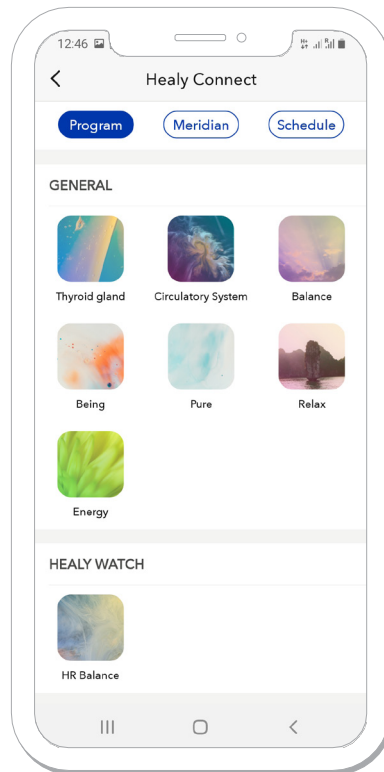 12:46
Healy Connect
Program Meridian Schedule
GENERAL
Thyroid gland Circulatory System Balance
Being Pure Relax
Energy
HEALY WATCH
HR Balance